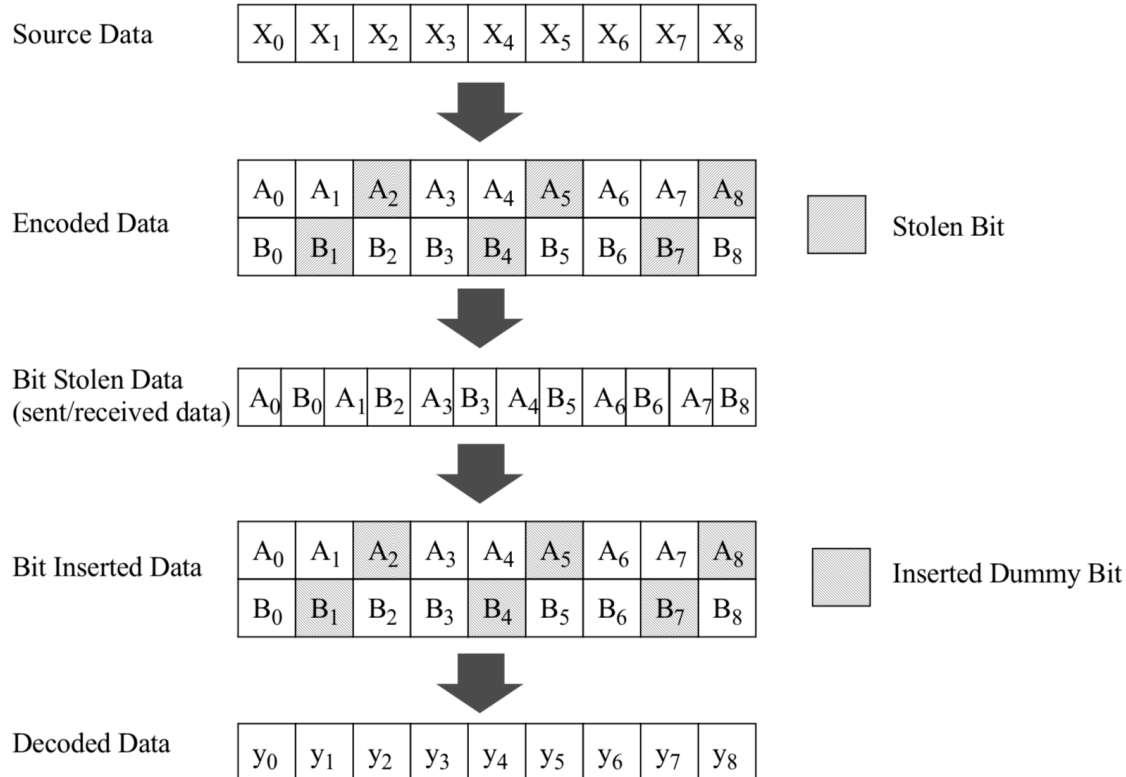 Source Data X₀ X₁ X₂ X₃ X₄ X₅ X₆ X₇ X₈
Encoded Data
A₀ A₁ A₂ A₃ A₄ A₅ A₆ A₇ A₈
B₀ B₁ B₂ B₃ B₄ B₅ B₆ B₇ B₈
Stolen Bit
Bit Stolen Data
(sent/received data)
A₀ B₀ A₁ B₂ A₃ B₃ A₄ B₅ A₆ B₆ A₇ B₈
Bit Inserted Data
A₀ A₁ A₂ A₃ A₄ A₅ A₆ A₇ A₈
B₀ B₁ B₂ B₃ B₄ B₅ B₆ B₇ B₈
Inserted Dummy Bit
Decoded Data y₀ y₁ y₂ y₃ y₄ y₅ y₆ y₇ y₈